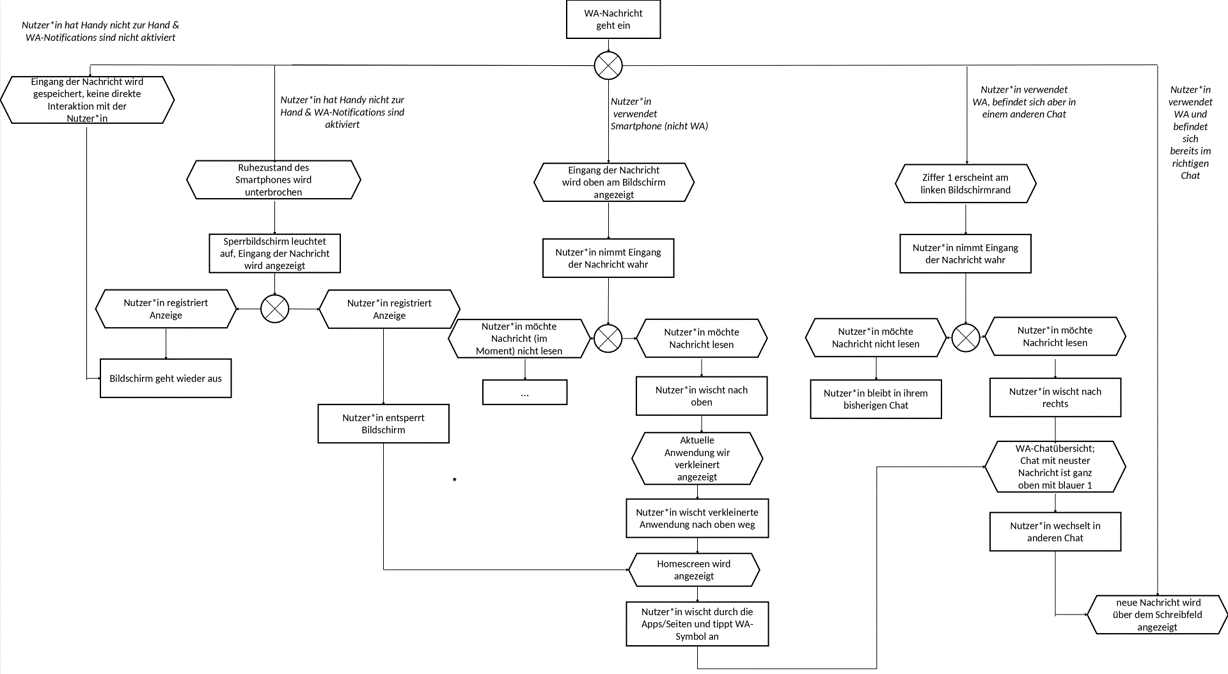 WA-Nachricht
geht ein
Nutzer*in hat Handy nicht zur Hand &
WA-Notifications sind nicht aktiviert
Eingang der Nachricht wird
gespeichert, keine direkte
Interaktion mit der
Nutzer*in
Nutzer*in hat Handy nicht zur
Hand & WA-Notifications sind
aktiviert
Nutzer*in
verwendet
Smartphone (nicht WA)
Nutzer*in verwendet
WA, befindet sich aber in
einem anderen Chat
Nutzer*in
verwendet
WA und
befindet
sich
bereits im
richtigen
Chat
Ruhezustand des
Smartphones wird
unterbrochen
Eingang der Nachricht
wird oben am Bildschirm
angezeigt
Ziffer 1 erscheint am
linken Bildschirmrand
Sperrbildschirm leuchtet
auf, Eingang der Nachricht
wird angezeigt
Nutzer*in nimmt Eingang
der Nachricht wahr
Nutzer*in nimmt Eingang
der Nachricht wahr
Nutzer*in registriert
Anzeige
Nutzer*in registriert
Anzeige
Nutzer*in möchte
Nachricht (im
Moment) nicht lesen
Nutzer*in möchte
Nachricht lesen
Nutzer*in möchte
Nachricht nicht lesen
Nutzer*in möchte
Nachricht lesen
Bildschirm geht wieder aus
...
Nutzer*in wischt nach
oben
Nutzer*in bleibt in ihrem
bisherigen Chat
Nutzer*in wischt nach
rechts
Nutzer*in entsperrt
Bildschirm
Aktuelle
Anwendung wir
verkleinert
angezeigt
WA-Chatübersicht;
Chat mit neuster
Nachricht ist ganz
oben mit blauer 1
Nutzer*in wischt verkleinerte
Anwendung nach oben weg
Nutzer*in wechselt in
anderen Chat
Homescreen wird
angezeigt
Nutzer*in wischt durch die
Apps/Seiten und tippt WA-
Symbol an
neue Nachricht wird
über dem Schreibfeld
angezeigt